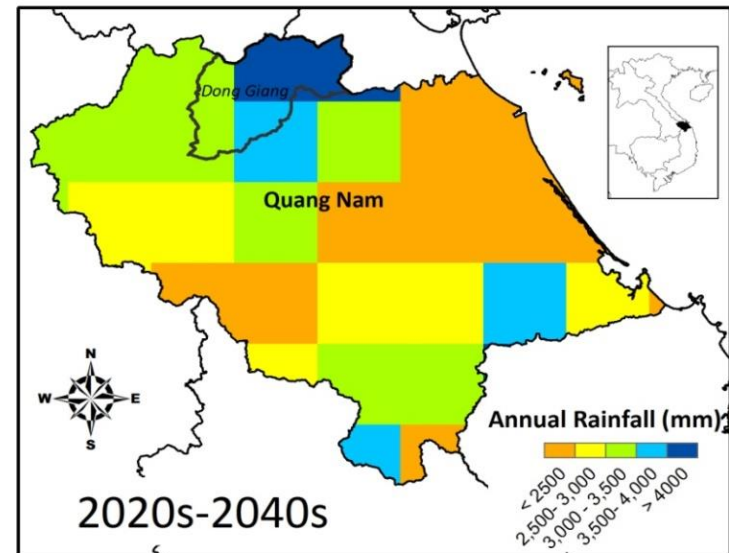 Dong Giang
Quang Nam
N
W E
S
Annual Rainfall (mm)
< 2500
2,500- 3,000
3,000 - 3,500
3,500- 4,000
> 4000
2020s-2040s